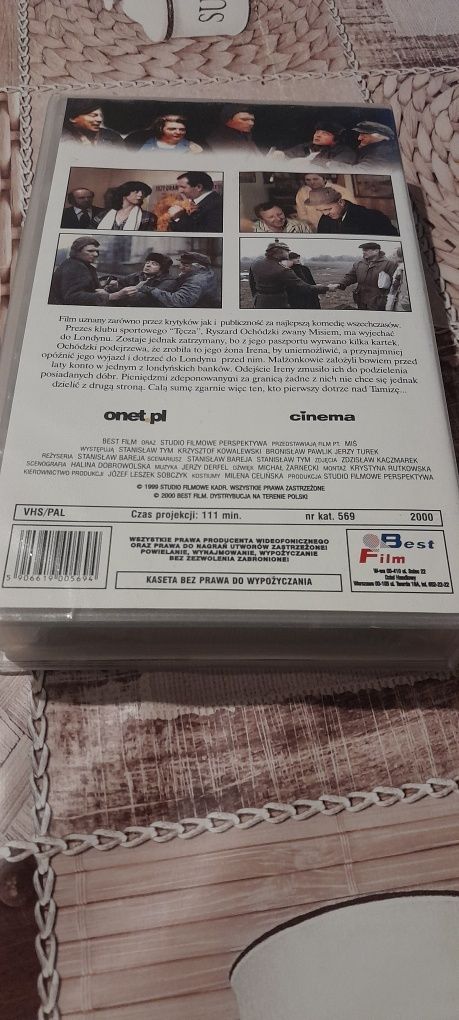 Film uznany zarówno przez krytyków jak i publiczność za najlepszą komedię wszechczasów.
Prezes klubu sportowego "Tęcza", Ryszard Ochódzki zwany Misiem, ma wyjechać
do Londynu. Zostaje jednak zatrzymany, bo z jego paszportu wyrwano kilka kartek.
Ochódzki podejrzewa, że zrobiła to jego żona Irena, by uniemożliwić, a przynajmniej
opóźnić jego wyjazd i dotrzeć do Londynu przed nim. Małżonkowie założyli bowiem przed
laty konto w jednym z londyńskich banków. Odejście Ireny zmusiło ich do podzielenia
posiadanych dóbr. Pieniędzmi zdeponowanymi za granicą żadne z nich nie chce się jednak
dzielić z drugą stroną. Całą sumę zgarnie więc ten, kto pierwszy dotrze nad Tamizę...
onet.pl cinema
BEST FILM ORAZ STUDIO FILMOWE PERSPEKTYWA PRZEDSTAWIAJĄ FILM PT. MIŚ
WYSTĘPUJĄ STANISŁAW TYM KRZYSZTOF KOWALEWSKI BRONISŁAW PAWLIK JERZY TUREK
REŻYSERIA STANISŁAW BAREJA SCENARIUSZ STANISŁAW BAREJA STANISŁAW TYM ZDJĘCIA ZDZISŁAW KACZMAREK
SCENOGRAFIA HALINA DOBROWOLSKA MUZYKA JERZY DERFEL DŹWIĘK MICHAŁ ŻARNECKI MONTAŻ KRYSTYNA RUTKOWSKA
KIEROWNICTWO PRODUKCJI JÓZEF LESZEK SOBCZYK KOSTIUMY MILENA CELIŃSKA PRODUKCJA STUDIO FILMOWE PERSPEKTYWA
© 1999 STUDIO FILMOWE KADR. WSZYSTKIE PRAWA ZASTRZEŻONE
© 2000 BEST FILM. DYSTRYBUCJA NA TERENIE POLSKI
VHS/PAL Czas projekcji: 111 min. nr kat. 569 2000
WSZYSTKIE PRAWA PRODUCENTA WIDEOFONICZNEGO
ORAZ PRAWA DO NAGRAŃ UTWORÓW ZASTRZEŻONE!
POWIELANIE, WYNAJMOWANIE, WYPOŻYCZANIE
BEZ ZEZWOLENIA ZABRONIONE!
KASETA BEZ PRAWA DO WYPOŻYCZANIA
5 906619 005694
Best
Film